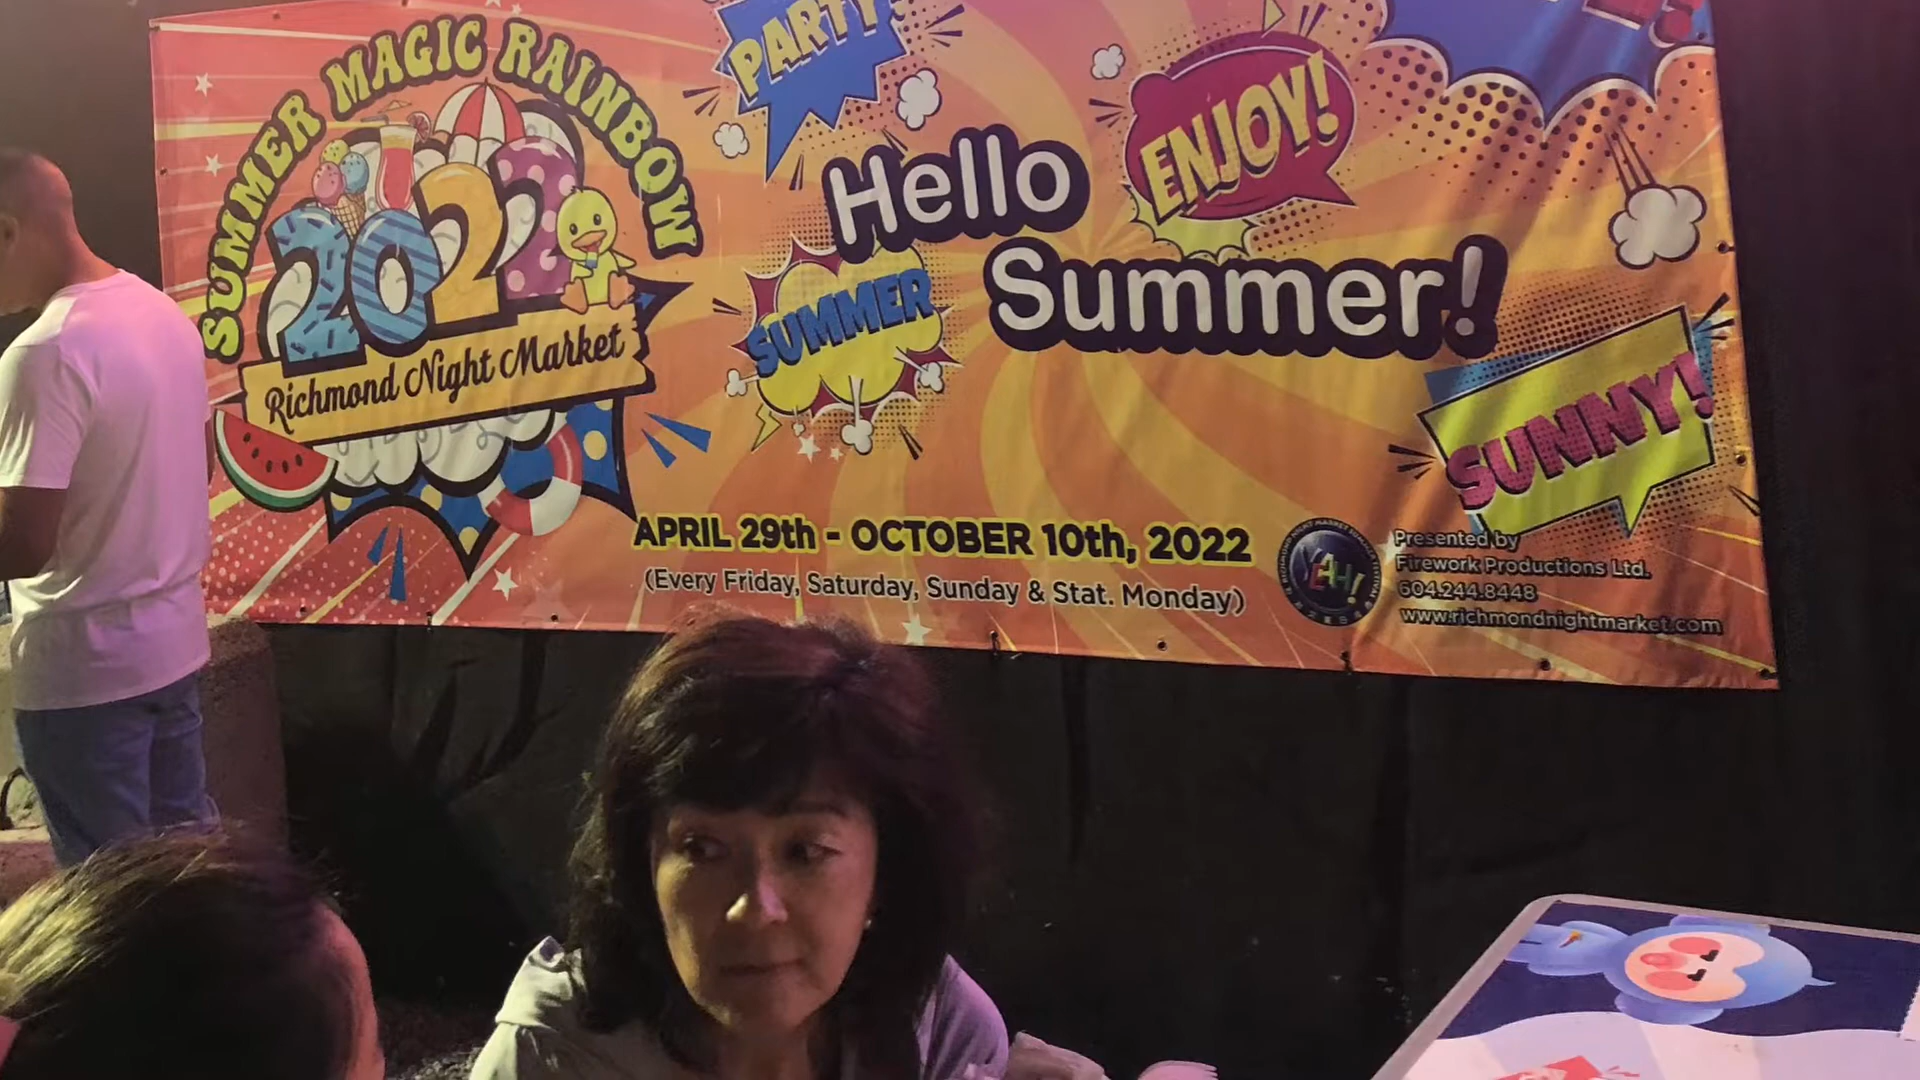 SUMMER MAGIC RAINBOW
2022
Richmond Night Market
PARTY
ENJOY!
Hello
Summer!
SUMMER
SUNNY!
APRIL 29th - OCTOBER 10th, 2022
(Every Friday, Saturday, Sunday & Stat. Monday)
YEAH!
Presented by
Firework Productions Ltd.
604.244.8448
www.richmondnightmarket.com